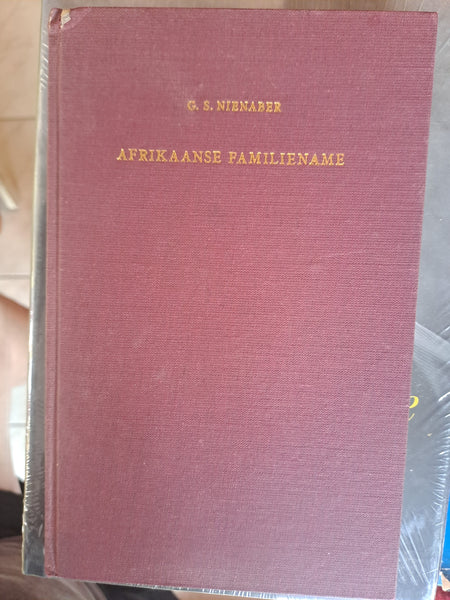 G. S. NIENABER
AFRIKAANSE FAMILIENAME